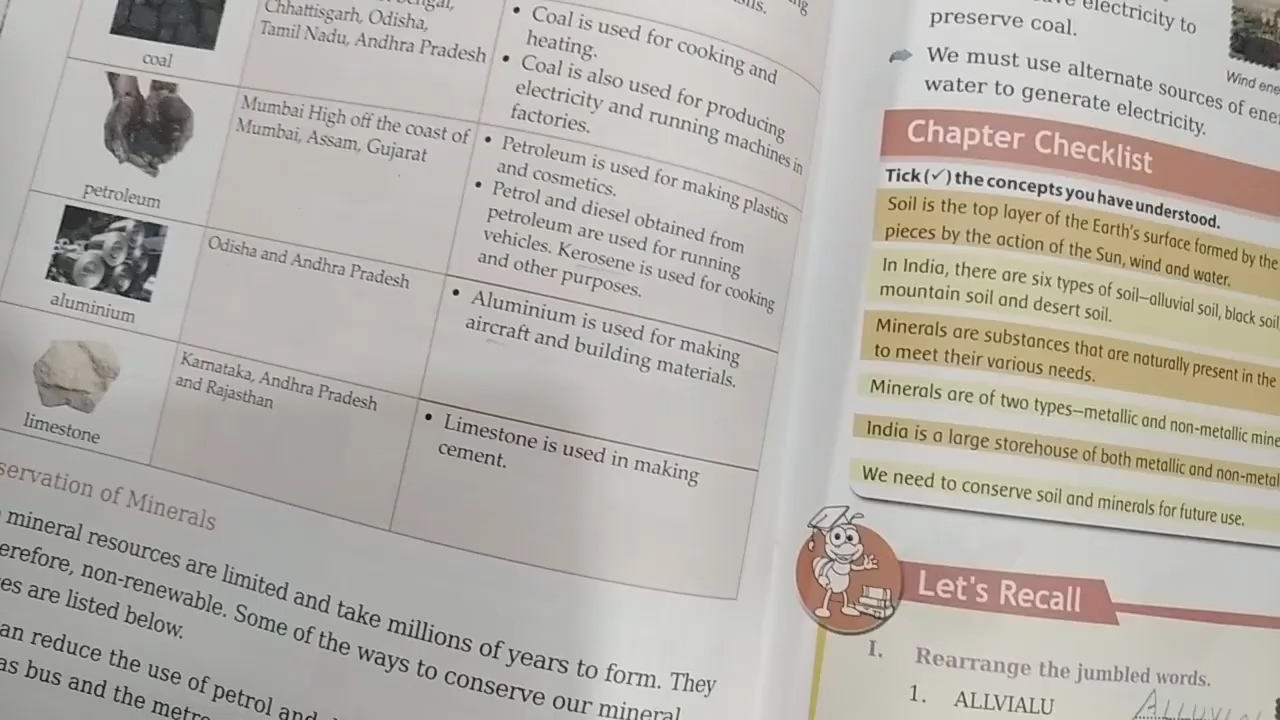 Chhattisgarh, Odisha,
Tamil Nadu, Andhra Pradesh
coal
• Coal is used for cooking and
heating.
• Coal is also used for producing
electricity and running machines in
factories.
petroleum
Mumbai High off the coast of
Mumbai, Assam, Gujarat
• Petroleum is used for making plastics
and cosmetics.
• Petrol and diesel obtained from
petroleum are used for running
vehicles. Kerosene is used for cooking
and other purposes.
aluminium
Odisha and Andhra Pradesh
• Aluminium is used for making
aircraft and building materials.
limestone
Karnataka, Andhra Pradesh
and Rajasthan
• Limestone is used in making
cement.
servation of Minerals
mineral resources are limited and take millions of years to form. They
erefore, non-renewable. Some of the ways to conserve our mineral
es are listed below.
an reduce the use of petrol and
as bus and the metro
electricity to
preserve coal.
We must use alternate sources of ene
water to generate electricity.
Wind ene
Chapter Checklist
Tick (✓) the concepts you have understood.
Soil is the top layer of the Earth's surface formed by the
pieces by the action of the Sun, wind and water.
In India, there are six types of soil—alluvial soil, black soil
mountain soil and desert soil.
Minerals are substances that are naturally present in the
to meet their various needs.
Minerals are of two types—metallic and non-metallic mine
India is a large storehouse of both metallic and non-metal
We need to conserve soil and minerals for future use.
Let's Recall
I. Rearrange the jumbled words.
1. ALLVIALU ALLUVIAL